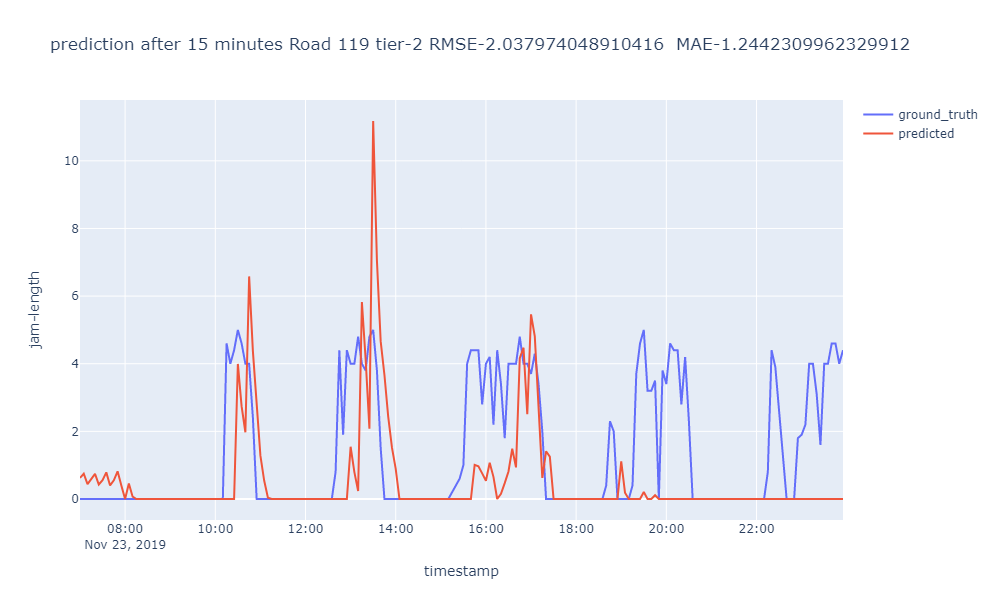 prediction after 15 minutes Road 119 tier-2 RMSE-2.037974048910416  MAE-1.2442309962329912
ground_truth
predicted
10
8
6
4
2
0
jam-length
08:00 10:00 12:00 14:00 16:00 18:00 20:00 22:00
Nov 23, 2019
timestamp